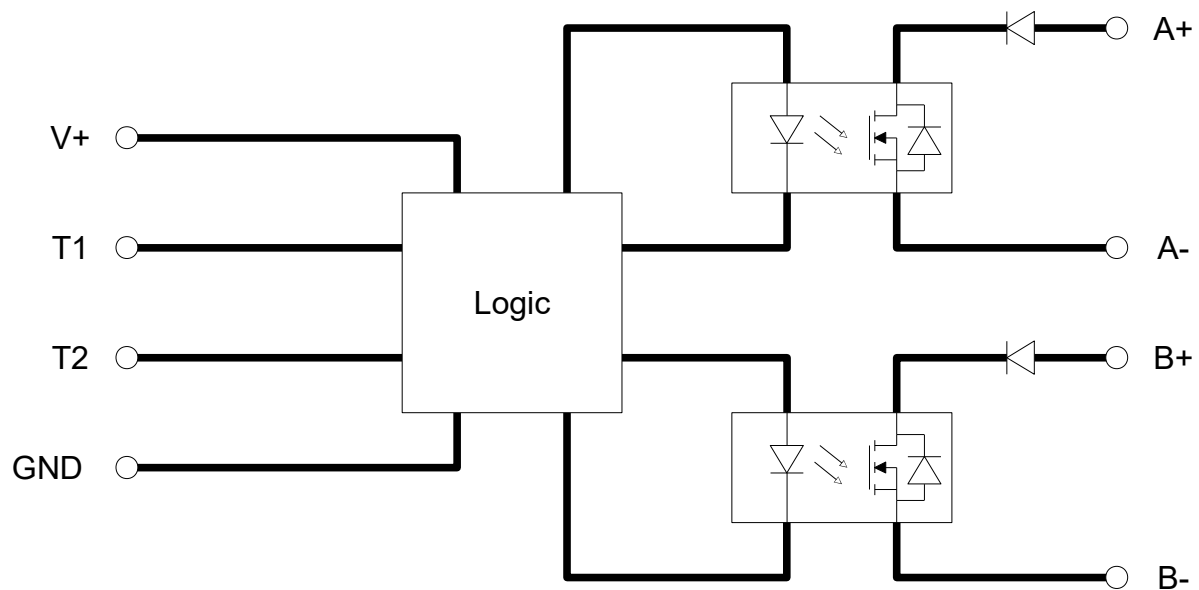 A+
V+
T1
A-
Logic
T2
B+
GND
B-